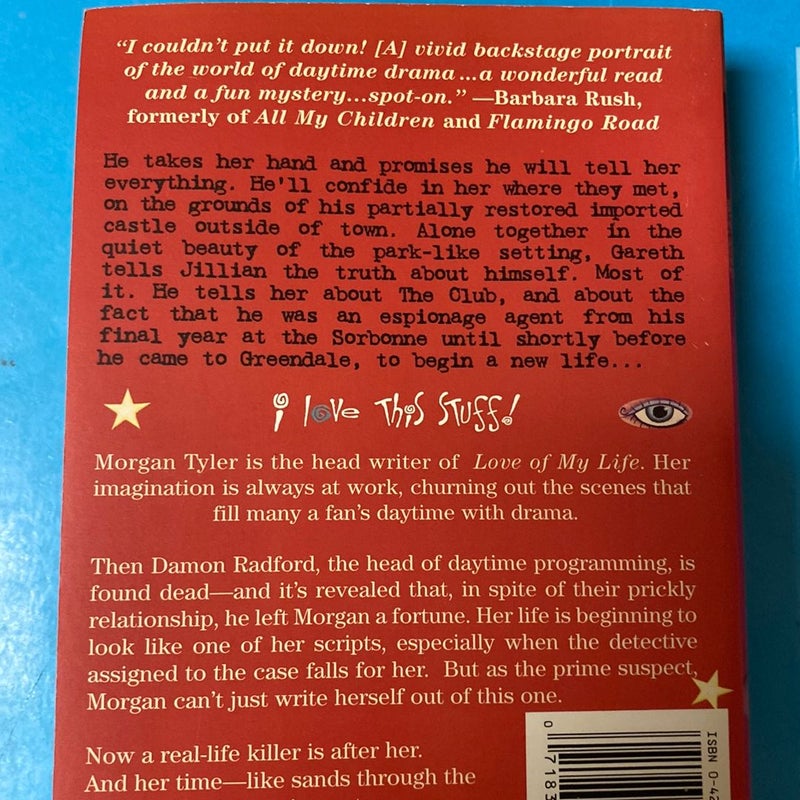 “I couldn’t put it down! [A] vivid backstage portrait
of the world of daytime drama...a wonderful read
and a fun mystery...spot-on.” —Barbara Rush,
formerly of All My Children and Flamingo Road
He takes her hand and promises he will tell her
everything. He'll confide in her where they met,
on the grounds of his partially restored imported
castle outside of town. Alone together in the
quiet beauty of the park-like setting, Gareth
tells Jillian the truth about himself. Most of
it. He tells her about The Club, and about the
fact that he was an espionage agent from his
final year at the Sorbonne until shortly before
he came to Greendale, to begin a new life...
i love This STuff!
Morgan Tyler is the head writer of Love of My Life. Her
imagination is always at work, churning out the scenes that
fill many a fan’s daytime with drama.
Then Damon Radford, the head of daytime programming, is
found dead—and it’s revealed that, in spite of their prickly
relationship, he left Morgan a fortune. Her life is beginning to
look like one of her scripts, especially when the detective
assigned to the case falls for her. But as the prime suspect,
Morgan can’t just write herself out of this one.
Now a real-life killer is after her.
And her time—like sands through the
0 7183
ISBN 0-42